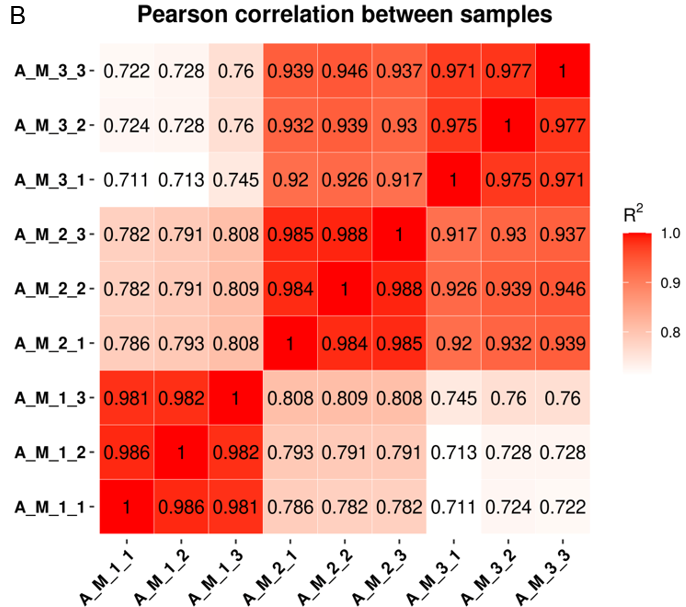 B
Pearson correlation between samples
A_M_3_3 0.722 0.728 0.76 0.939 0.946 0.937 0.971 0.977 1
A_M_3_2 0.724 0.728 0.76 0.932 0.939 0.93 0.975 1 0.977
A_M_3_1 0.711 0.713 0.745 0.92 0.926 0.917 1 0.975 0.971
A_M_2_3 0.782 0.791 0.808 0.985 0.988 1 0.917 0.93 0.937
A_M_2_2 0.782 0.791 0.809 0.984 1 0.988 0.926 0.939 0.946
A_M_2_1 0.786 0.793 0.808 1 0.984 0.985 0.92 0.932 0.939
A_M_1_3 0.981 0.982 1 0.808 0.809 0.808 0.745 0.76 0.76
A_M_1_2 0.986 1 0.982 0.793 0.791 0.791 0.713 0.728 0.728
A_M_1_1 1 0.986 0.981 0.786 0.782 0.782 0.711 0.724 0.722
A_M_1_1 A_M_1_2 A_M_1_3 A_M_2_1 A_M_2_2 A_M_2_3 A_M_3_1 A_M_3_2 A_M_3_3
R²
1.0
0.9
0.8